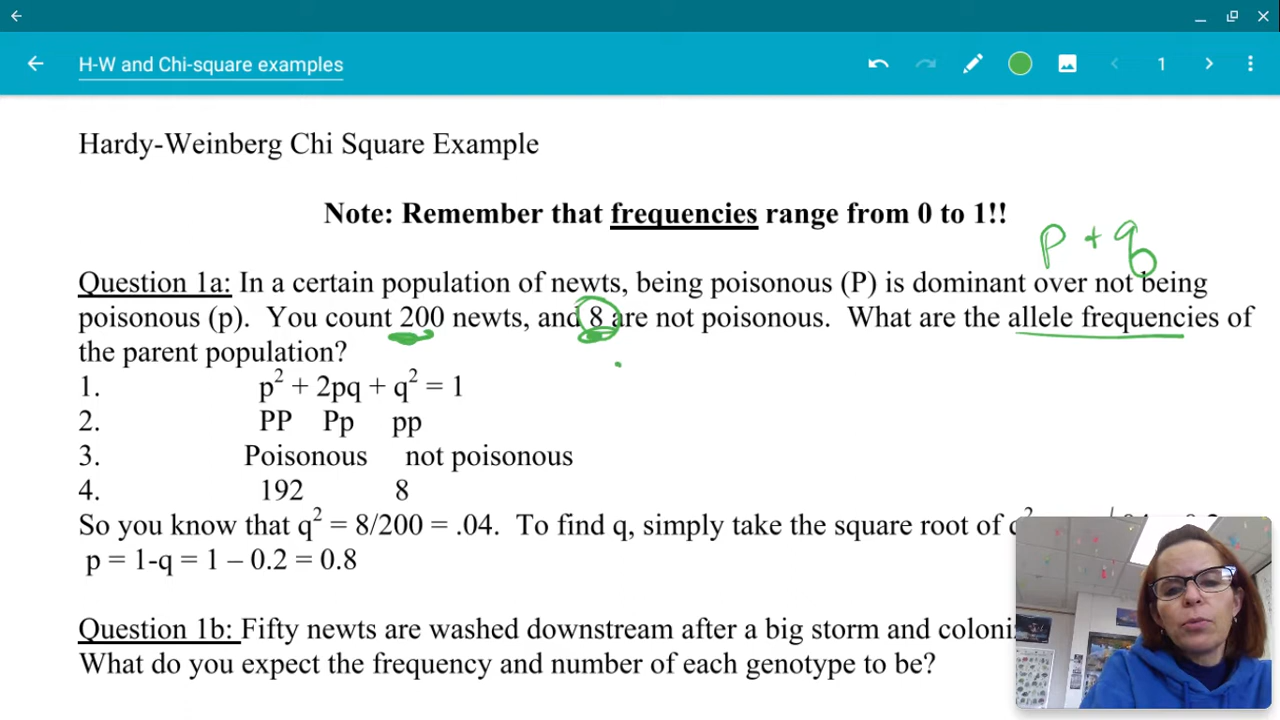 H-W and Chi-square examples
1
Hardy-Weinberg Chi Square Example
Note: Remember that frequencies range from 0 to 1!!
p + q
Question 1a: In a certain population of newts, being poisonous (P) is dominant over not being
poisonous (p). You count 200 newts, and 8 are not poisonous. What are the allele frequencies of
the parent population?
1. p² + 2pq + q² = 1
2. PP Pp pp
3. Poisonous not poisonous
4. 192 8
So you know that q² = 8/200 = .04. To find q, simply take the square root of
p = 1-q = 1 – 0.2 = 0.8
Question 1b: Fifty newts are washed downstream after a big storm and
What do you expect the frequency and number of each genotype to be?